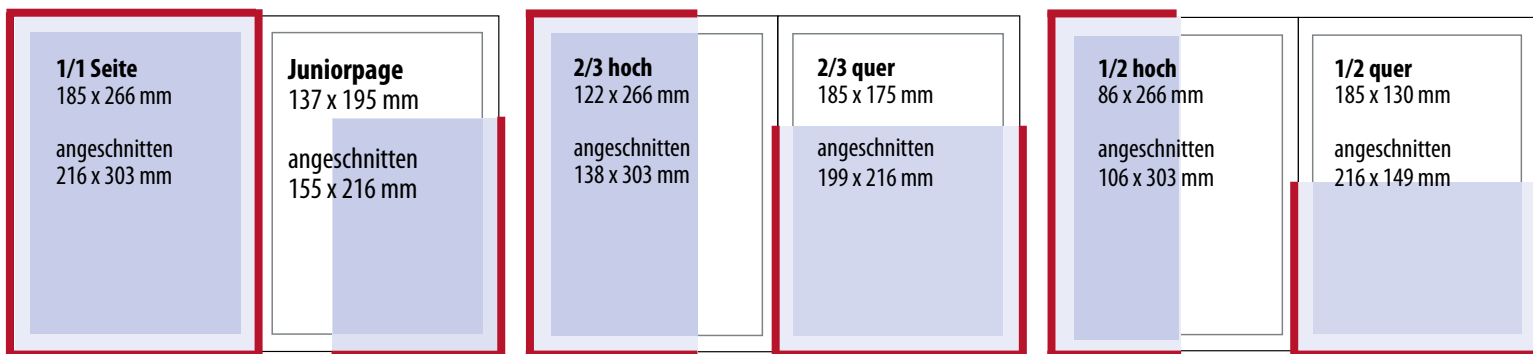 1/1 Seite
185 x 266 mm
angeschnitten
216 x 303 mm
Juniorpage
137 x 195 mm
angeschnitten
155 x 216 mm
2/3 hoch
122 x 266 mm
angeschnitten
138 x 303 mm
2/3 quer
185 x 175 mm
angeschnitten
199 x 216 mm
1/2 hoch
86 x 266 mm
angeschnitten
106 x 303 mm
1/2 quer
185 x 130 mm
angeschnitten
216 x 149 mm